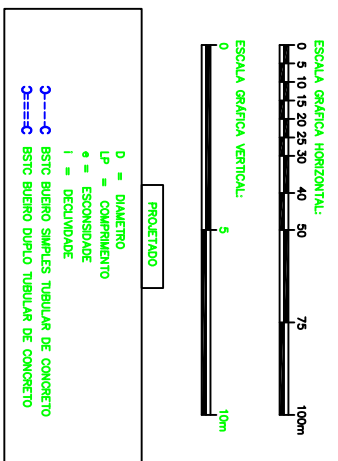 ESCALA GRÁFICA HORIZONTAL:
0 5 10 15 20 25 30 40 50 75 100m
ESCALA GRÁFICA VERTICAL:
0 5 10m
PROJETADO
D = DIAMETRO
LP = COMPRIMENTO
e = ESCONSIDADE
i = DECLIVIDADE
BSTC BUEIRO SIMPLES TUBULAR DE CONCRETO
BSTC BUEIRO DUPLO TUBULAR DE CONCRETO